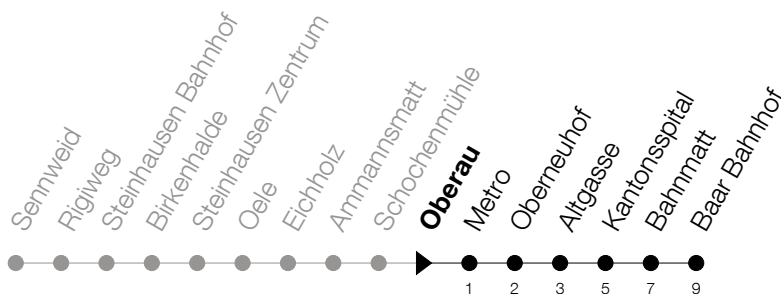 Sennweid
Rigiweg
Steinhausen Bahnhof
Birkenhalde
Steinhausen Zentrum
Oele
Eichholz
Ammannsmatt
Schochenmühle
Oberau
Metro
Oberneuhof
Altgasse
Kantonsspital
Bahnmatt
Baar Bahnhof
1 2 3 5 7 9